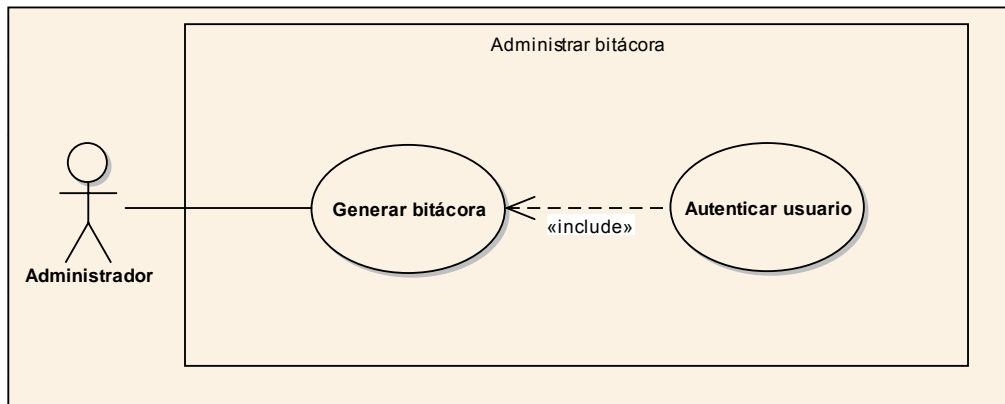 Administrar bitácora
Generar bitácora
«include»
Autenticar usuario
Administrador